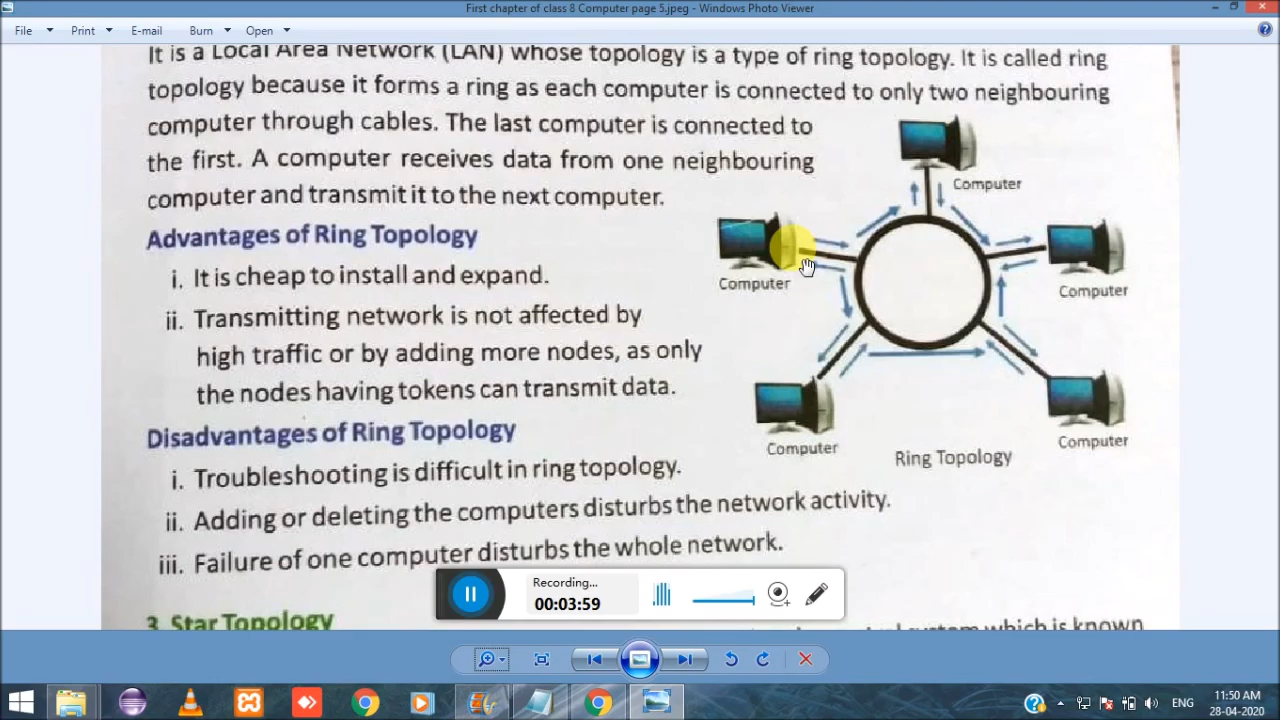 First chapter of class 8 Computer page 5.jpeg - Windows Photo Viewer
File Print E-mail Burn Open
It is a Local Area Network (LAN) whose topology is a type of ring topology. It is called ring
topology because it forms a ring as each computer is connected to only two neighbouring
computer through cables. The last computer is connected to
the first. A computer receives data from one neighbouring
computer and transmit it to the next computer.
Advantages of Ring Topology
i. It is cheap to install and expand.
ii. Transmitting network is not affected by
high traffic or by adding more nodes, as only
the nodes having tokens can transmit data.
Disadvantages of Ring Topology
i. Troubleshooting is difficult in ring topology.
ii. Adding or deleting the computers disturbs the network activity.
iii. Failure of one computer disturbs the whole network.
Computer
Computer
Computer
Computer
Computer
Ring Topology
3. Star Topology
system which is known
Recording...
00:03:59
ENG
11:50 AM
28-04-2020